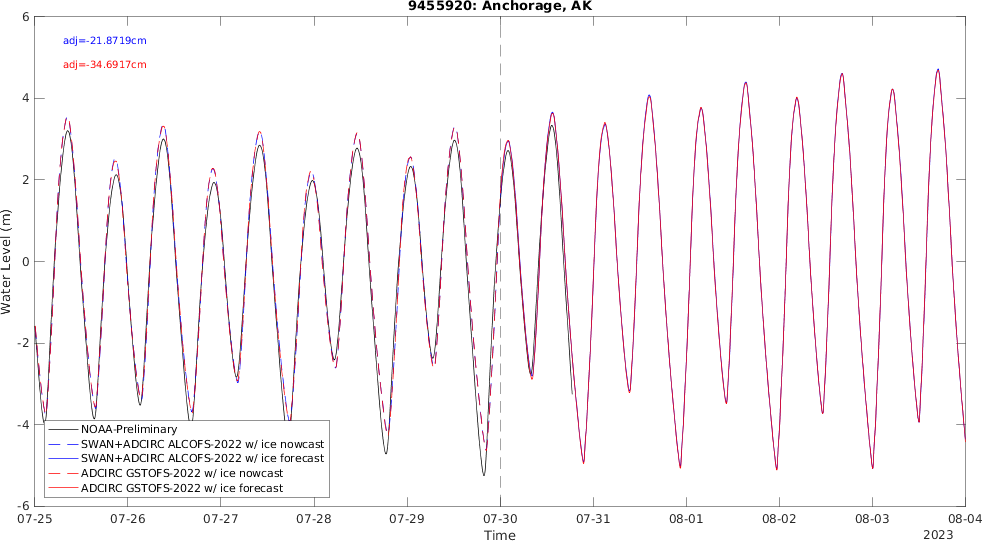 9455920: Anchorage, AK
adj=-21.8719cm
adj=-34.6917cm
Water Level (m)
6
4
2
0
-2
-4
-6
NOAA-Preliminary
SWAN+ADCIRC ALCOFS-2022 w/ ice nowcast
SWAN+ADCIRC ALCOFS-2022 w/ ice forecast
ADCIRC GSTOFS-2022 w/ ice nowcast
ADCIRC GSTOFS-2022 w/ ice forecast
07-25 07-26 07-27 07-28 07-29 07-30 07-31 08-01 08-02 08-03 08-04
Time
2023